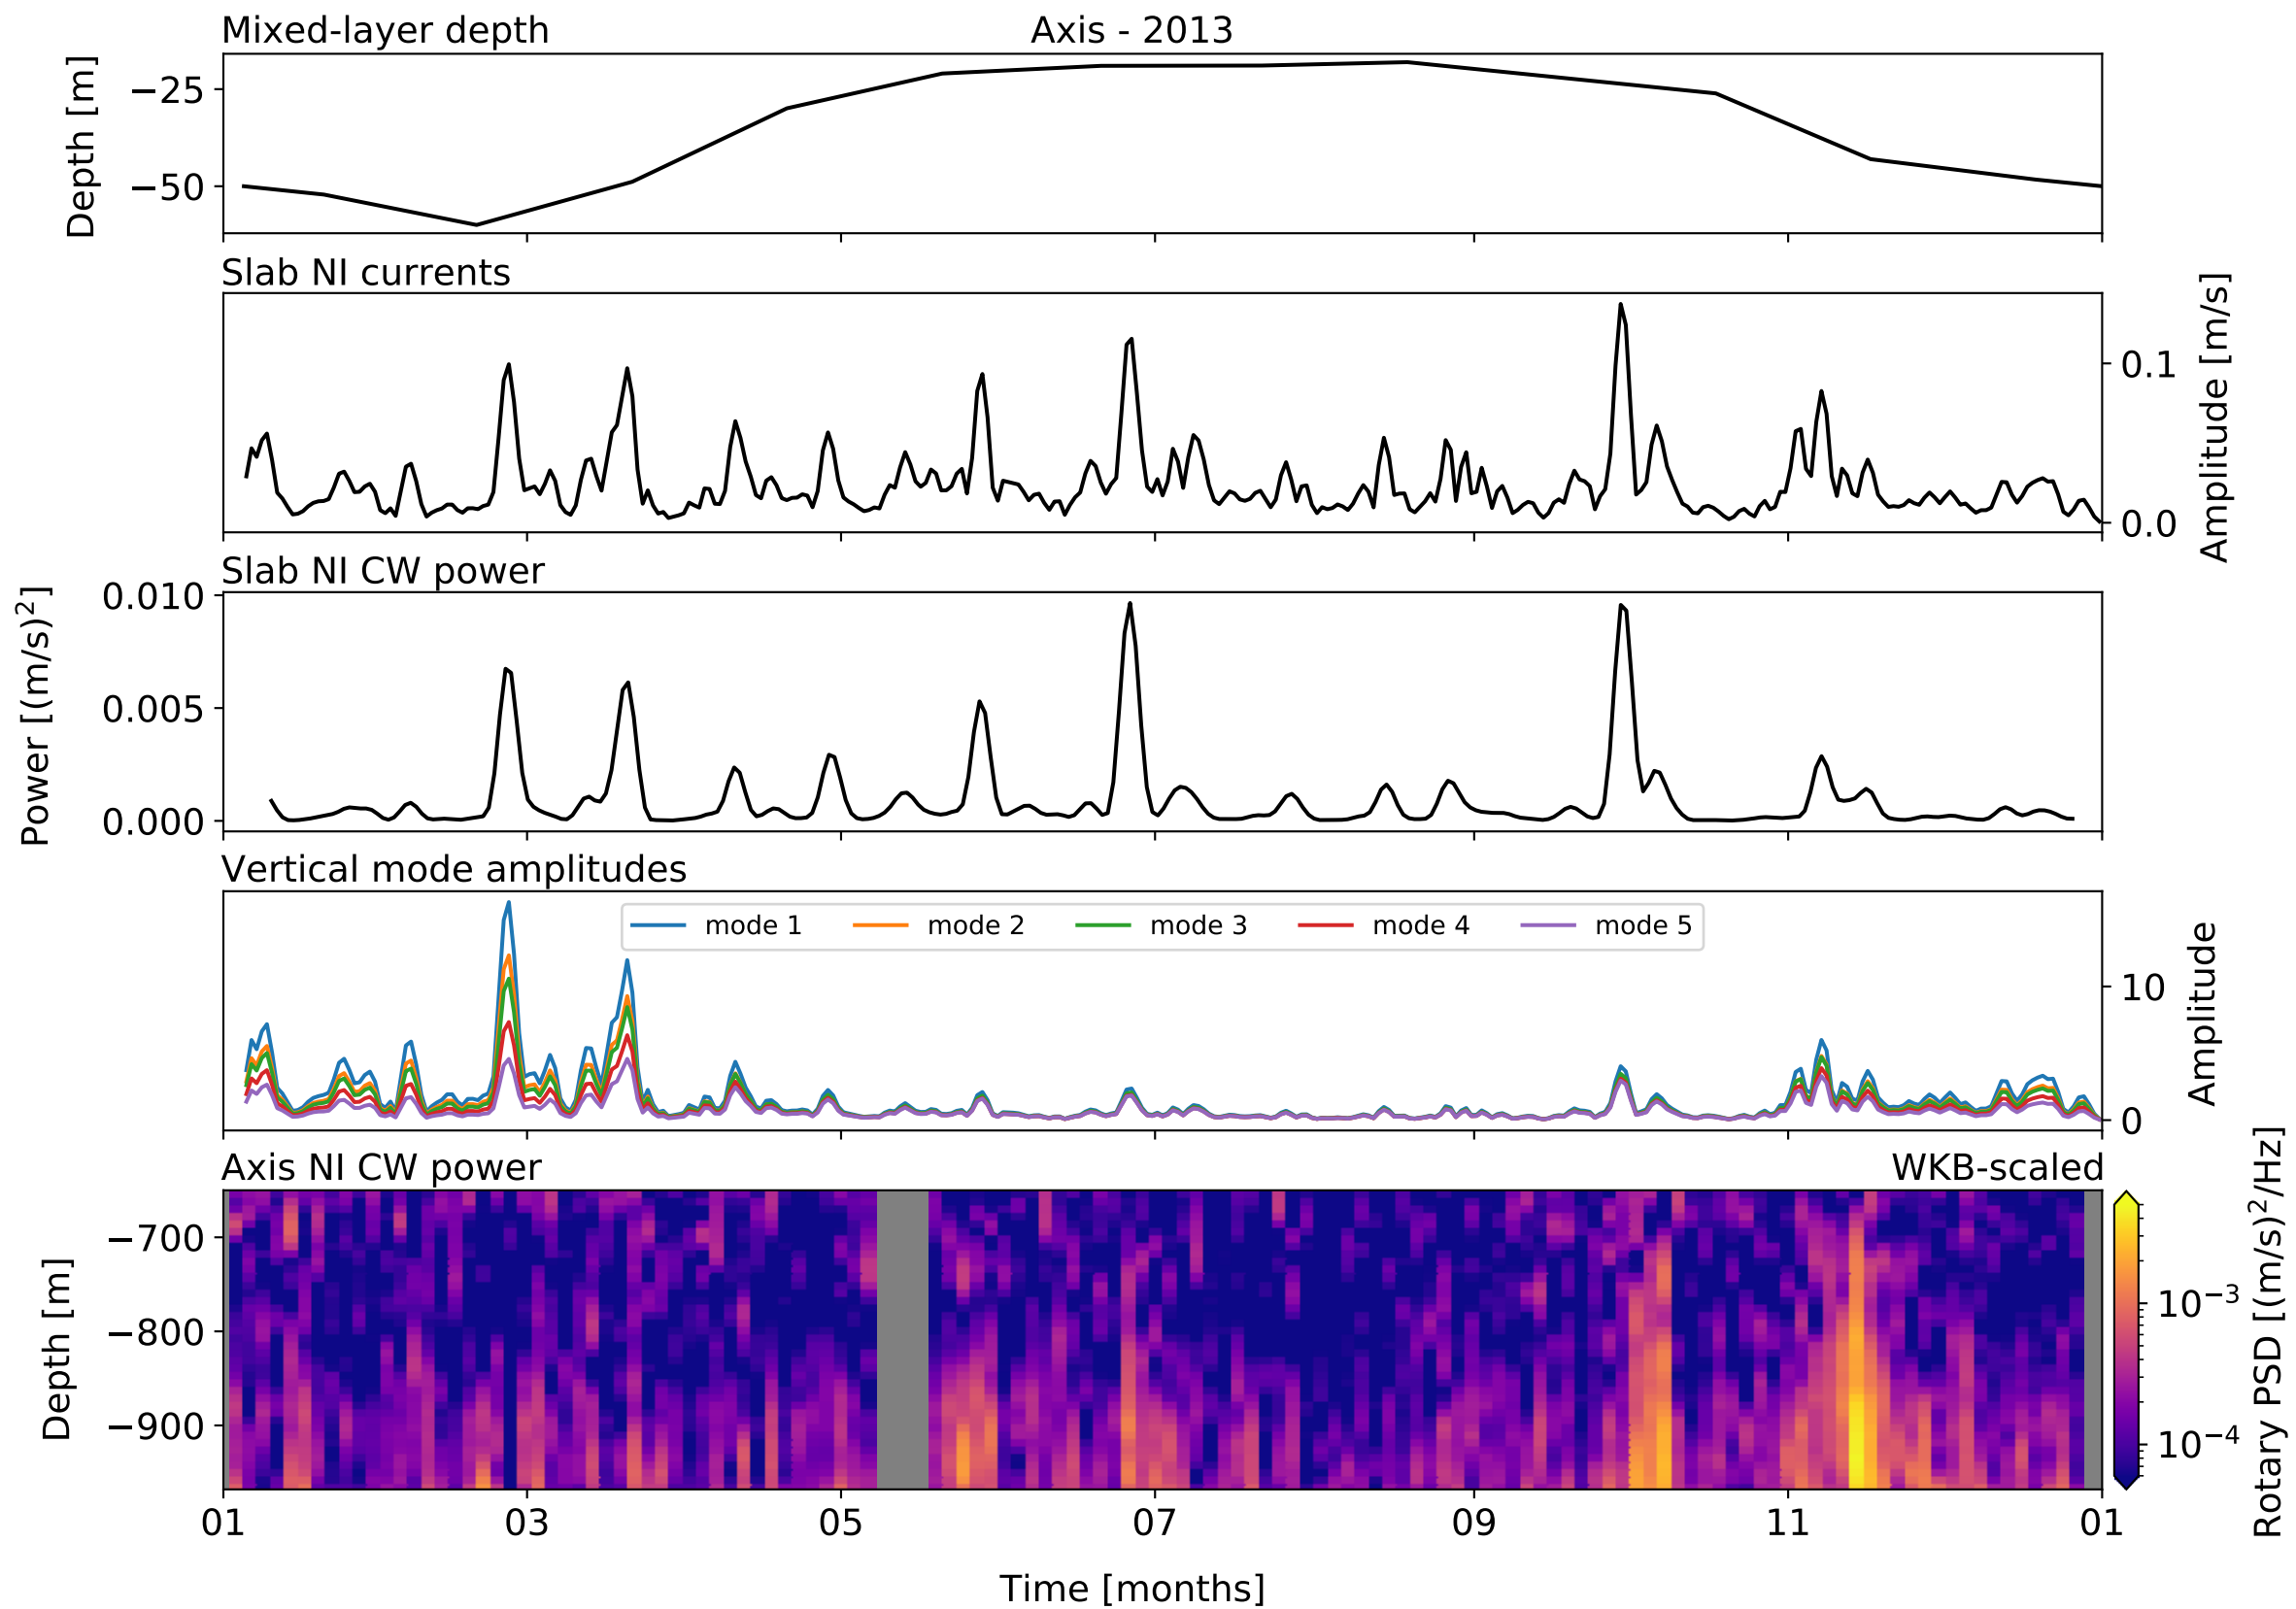 Mixed-layer depth
Axis - 2013
Depth [m]
−25
−50
Slab NI currents
Amplitude [m/s]
0.1
0.0
Slab NI CW power
Power [(m/s)²]
0.010
0.005
0.000
Vertical mode amplitudes
mode 1 mode 2 mode 3 mode 4 mode 5
Amplitude
10
0
Axis NI CW power
WKB-scaled
Depth [m]
−700
−800
−900
10⁻³
10⁻⁴
Rotary PSD [(m/s)²/Hz]
01 03 05 07 09 11 01
Time [months]